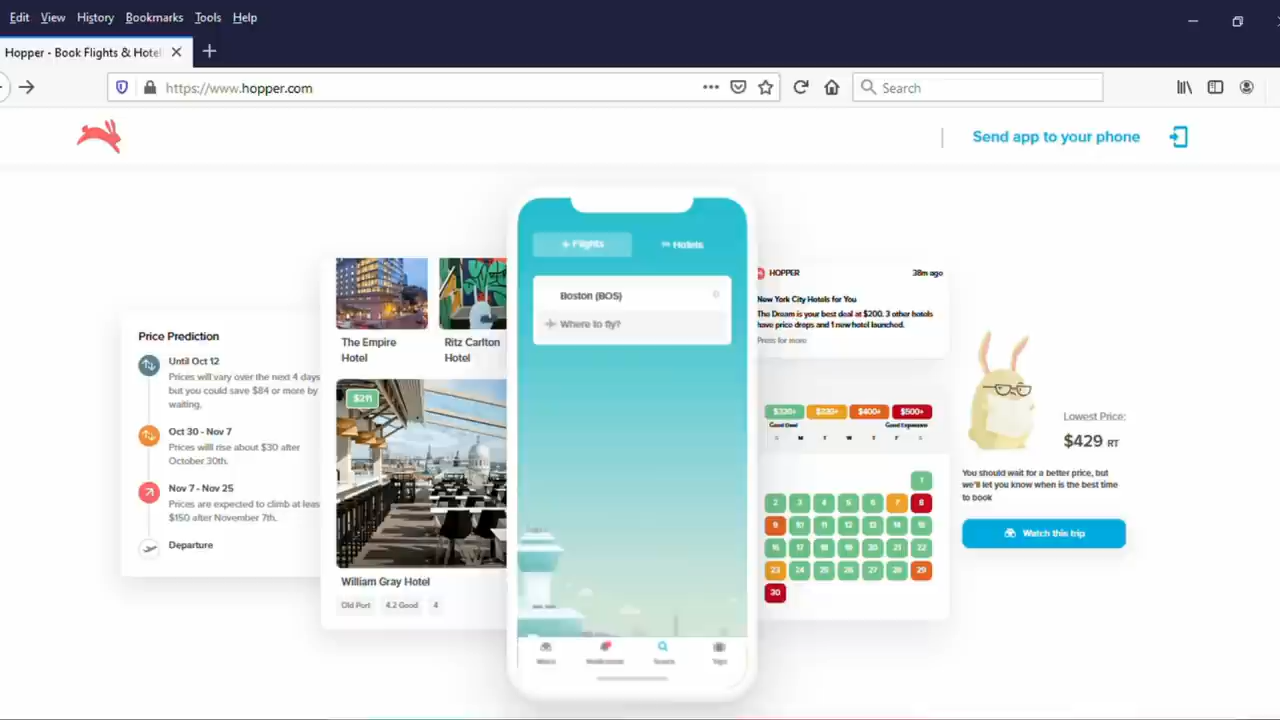 Edit View History Bookmarks Tools Help
Hopper - Book Flights & Hotel
https://www.hopper.com
Search
Send app to your phone
Price Prediction
Until Oct 12
Prices will vary over the next 4 days
but you could save $84 or more by
waiting.
Oct 30 - Nov 7
Prices will rise about $30 after
October 30th.
Nov 7 - Nov 25
Prices are expected to climb at leas
$150 after November 7th.
Departure
The Empire
Hotel
Ritz Carlton
Hotel
$211
William Gray Hotel
Old Port 4.2 Good 4
Flights Hotels
Boston (BOS)
Where to fly?
Watch
Search
Trips
HOPPER 38m ago
New York City Hotels for You
The Dream is your best deal at $200. 3 other hotels
have price drops and 1 new hotel launched.
Press for more
$320+ $400+ $500+
Good Deal
S M T W T F S
1
2 3 4 5 6 7 8
9 10 11 12 13 14 15
16 17 18 19 20 21 22
23 24 25 26 27 28 29
30
Lowest Price:
$429 RT
You should wait for a better price, but
we'll let you know when is the best time
to book
Watch this trip